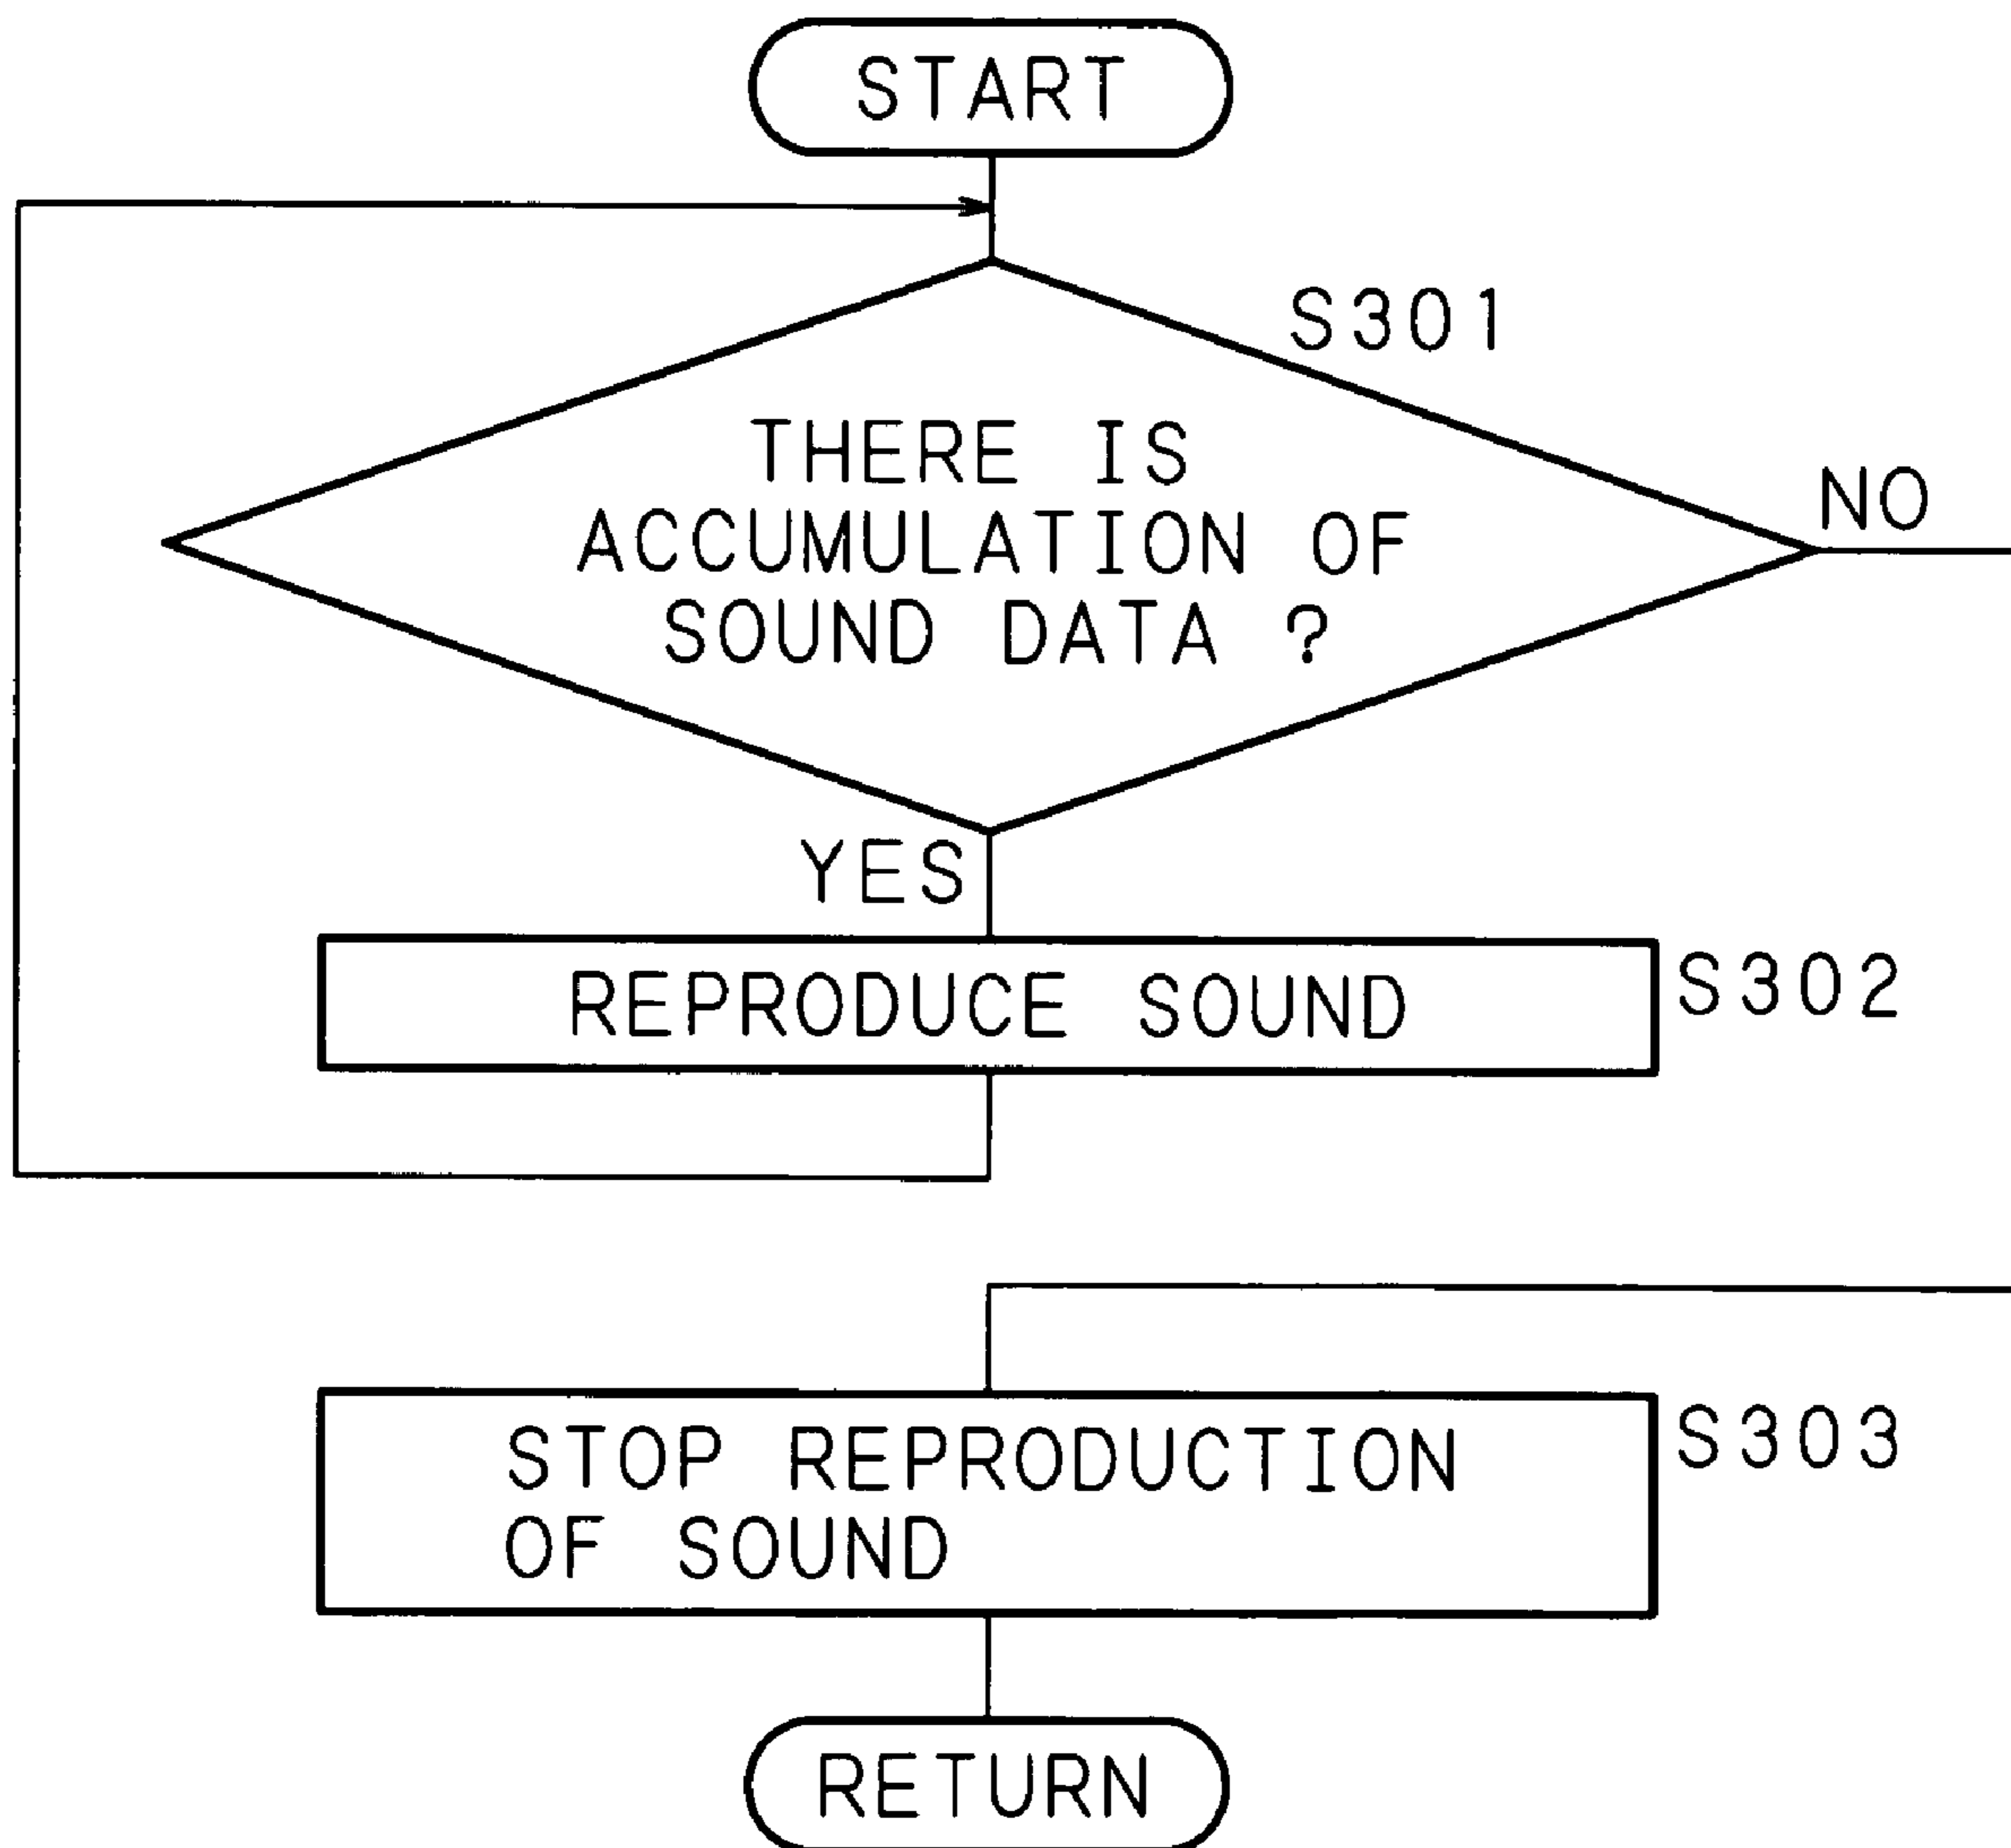 START
S301
THERE IS
ACCUMULATION OF
SOUND DATA ?
NO
YES
REPRODUCE SOUND
S302
STOP REPRODUCTION
OF SOUND
S303
RETURN